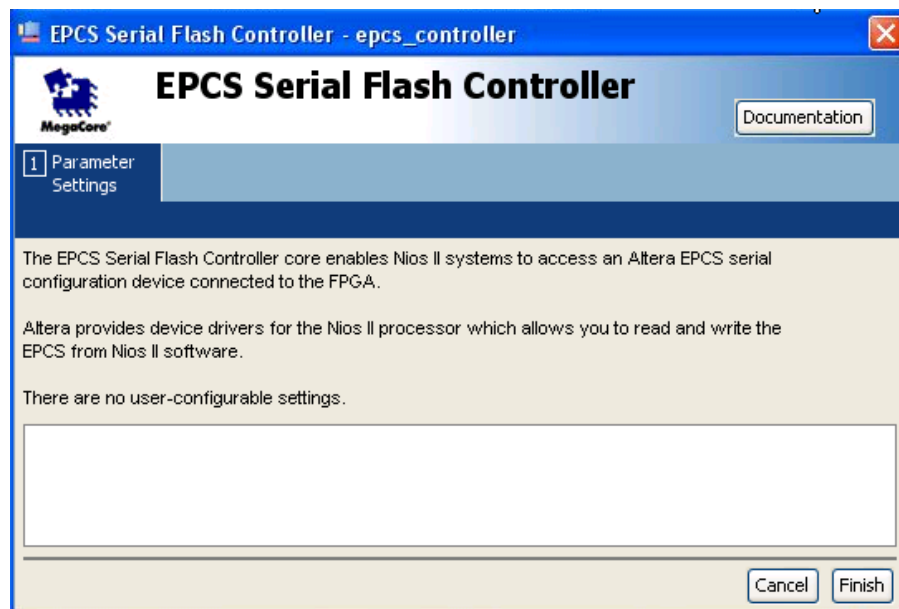 EPCS Serial Flash Controller - epcs_controller
EPCS Serial Flash Controller
MegaCore®
Documentation
1 Parameter
Settings
The EPCS Serial Flash Controller core enables Nios II systems to access an Altera EPCS serial
configuration device connected to the FPGA.
Altera provides device drivers for the Nios II processor which allows you to read and write the
EPCS from Nios II software.
There are no user-configurable settings.
Cancel
Finish